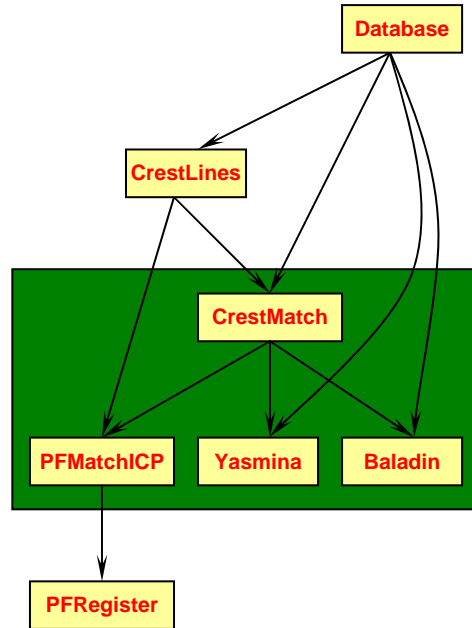 Database
CrestLines
CrestMatch
PFMatchICP
Yasmina
Baladin
PFRegister